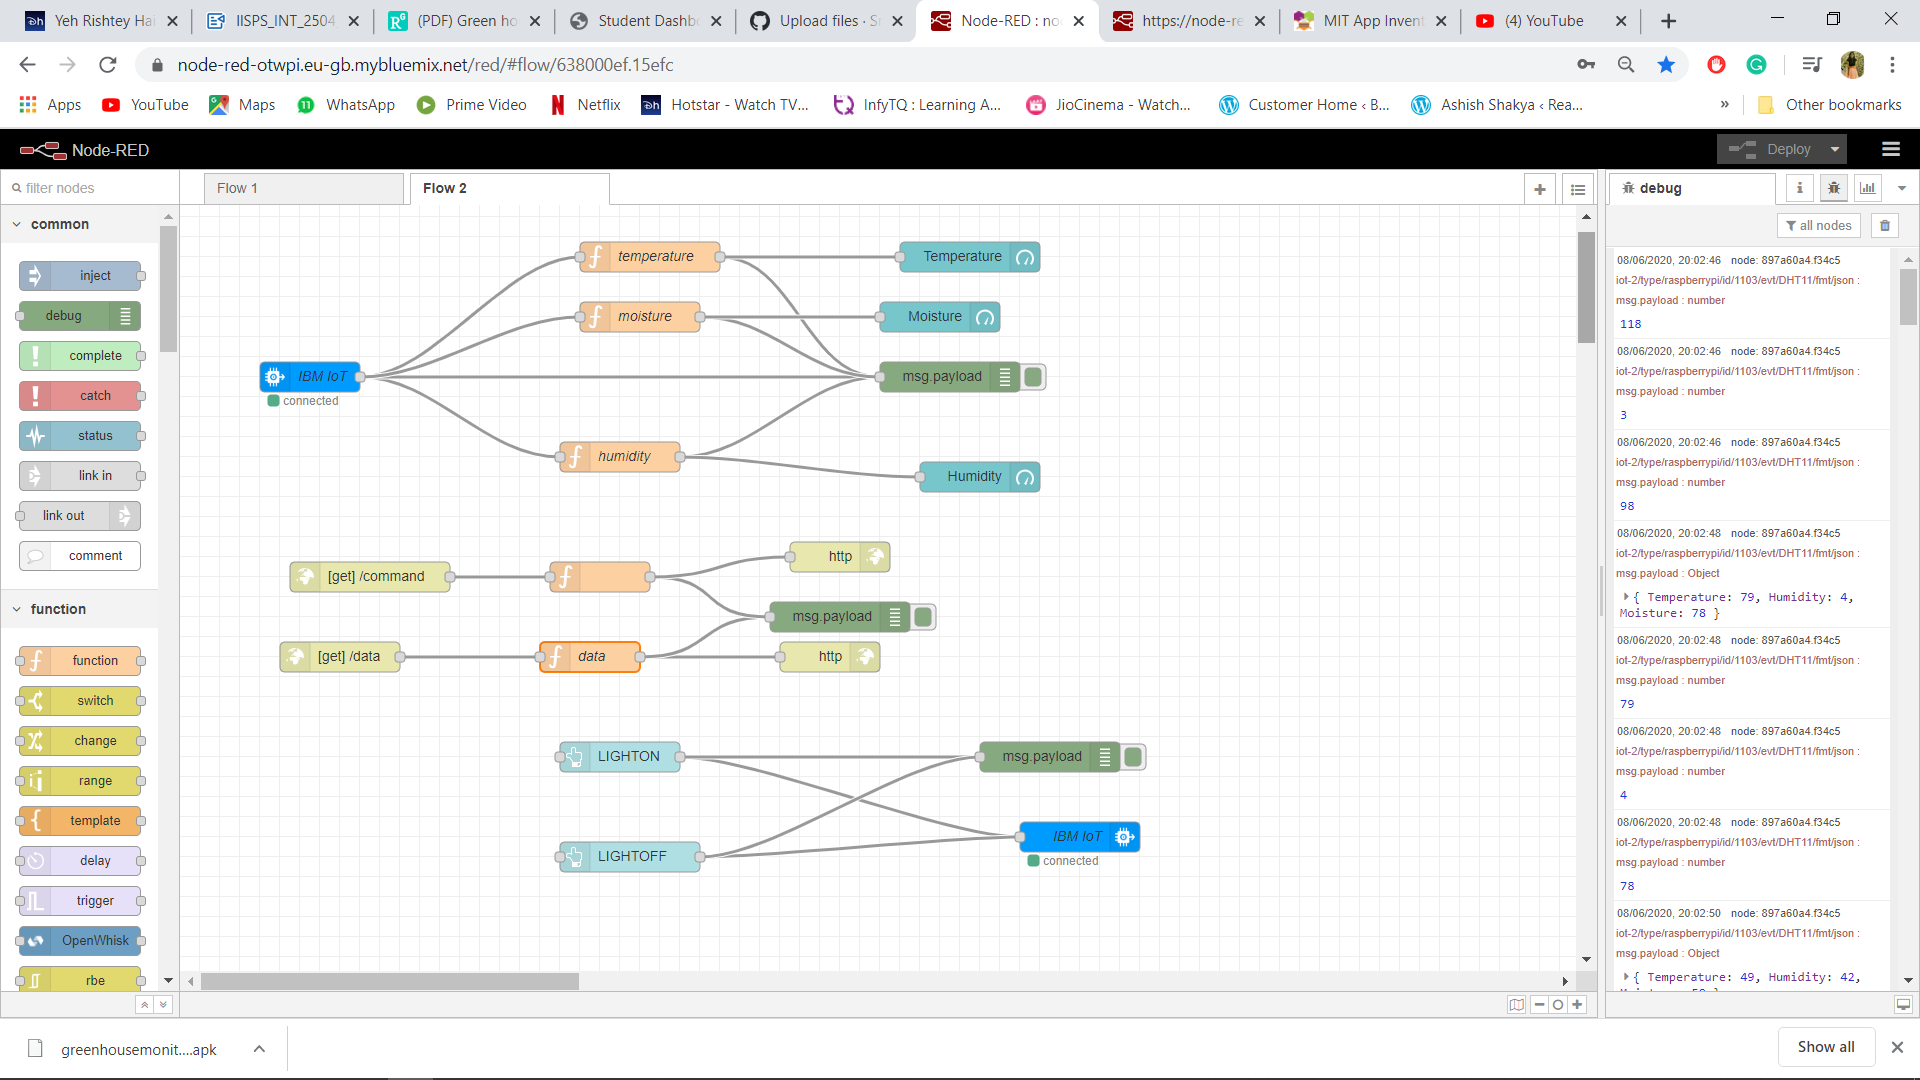 Yeh Rishtey Hai
IISPS_INT_2504
(PDF) Green ho
Student Dashb
Upload files · S
Node-RED : no
https://node-re
MIT App Inven
(4) YouTube
node-red-otwpi.eu-gb.mybluemix.net/red/#flow/638000ef.15efc
Apps
YouTube
Maps
WhatsApp
Prime Video
Netflix
Hotstar - Watch TV...
InfyTQ : Learning A...
JioCinema - Watch...
Customer Home ‹ B...
Ashish Shakya ‹ Rea...
»
Other bookmarks
Node-RED
Deploy
filter nodes
Flow 1
Flow 2
debug
all nodes
common
inject
debug
complete
catch
status
link in
link out
comment
function
function
switch
change
range
template
delay
trigger
OpenWhisk
rbe
temperature
Temperature
moisture
Moisture
IBM IoT
connected
msg.payload
humidity
Humidity
[get] /command
http
msg.payload
[get] /data
data
http
LIGHTON
msg.payload
LIGHTOFF
IBM IoT
connected
08/06/2020, 20:02:46 node: 897a60a4.f34c5
iot-2/type/raspberrypi/id/1103/evt/DHT11/fmt/json :
msg.payload : number
118
08/06/2020, 20:02:46 node: 897a60a4.f34c5
iot-2/type/raspberrypi/id/1103/evt/DHT11/fmt/json :
msg.payload : number
3
08/06/2020, 20:02:46 node: 897a60a4.f34c5
iot-2/type/raspberrypi/id/1103/evt/DHT11/fmt/json :
msg.payload : number
98
08/06/2020, 20:02:48 node: 897a60a4.f34c5
iot-2/type/raspberrypi/id/1103/evt/DHT11/fmt/json :
msg.payload : Object
{ Temperature: 79, Humidity: 4,
Moisture: 78 }
08/06/2020, 20:02:48 node: 897a60a4.f34c5
iot-2/type/raspberrypi/id/1103/evt/DHT11/fmt/json :
msg.payload : number
79
08/06/2020, 20:02:48 node: 897a60a4.f34c5
iot-2/type/raspberrypi/id/1103/evt/DHT11/fmt/json :
msg.payload : number
4
08/06/2020, 20:02:48 node: 897a60a4.f34c5
iot-2/type/raspberrypi/id/1103/evt/DHT11/fmt/json :
msg.payload : number
78
08/06/2020, 20:02:50 node: 897a60a4.f34c5
iot-2/type/raspberrypi/id/1103/evt/DHT11/fmt/json :
msg.payload : Object
{ Temperature: 49, Humidity: 42,
greenhousemonit....apk
Show all